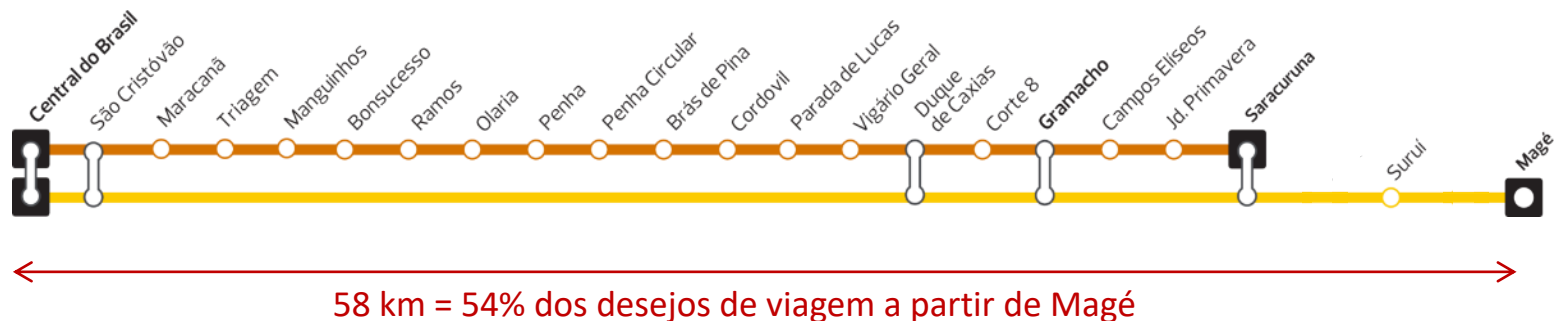 Central do Brasil
São Cristóvão
Maracanã
Triagem
Manguinhos
Bonsucesso
Ramos
Olaria
Penha
Penha Circular
Brás de Pina
Cordovil
Parada de Lucas
Vigário Geral
Duque
de Caxias
Corte 8
Gramacho
Campos Elíseos
Jd. Primavera
Saracuruna
Suruí
Magé
58 km = 54% dos desejos de viagem a partir de Magé